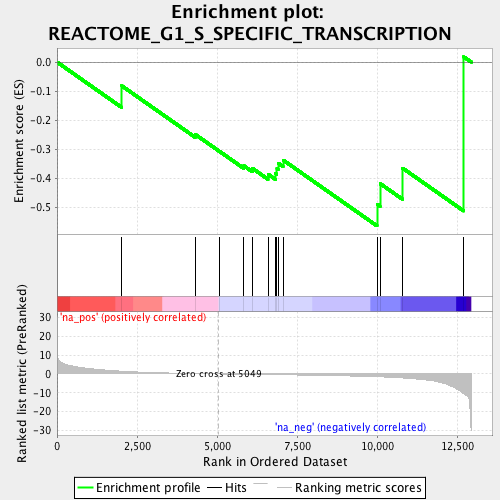 Enrichment plot:
REACTOME_G1_S_SPECIFIC_TRANSCRIPTION
Enrichment score (ES)
0.0
-0.1
-0.2
-0.3
-0.4
-0.5
'na_pos' (positively correlated)
Ranked list metric (PreRanked)
30
20
10
0
-10
-20
-30
Zero cross at 5049
'na_neg' (negatively correlated)
0
2,500
5,000
7,500
10,000
12,500
Rank in Ordered Dataset
Enrichment profile
Hits
Ranking metric scores